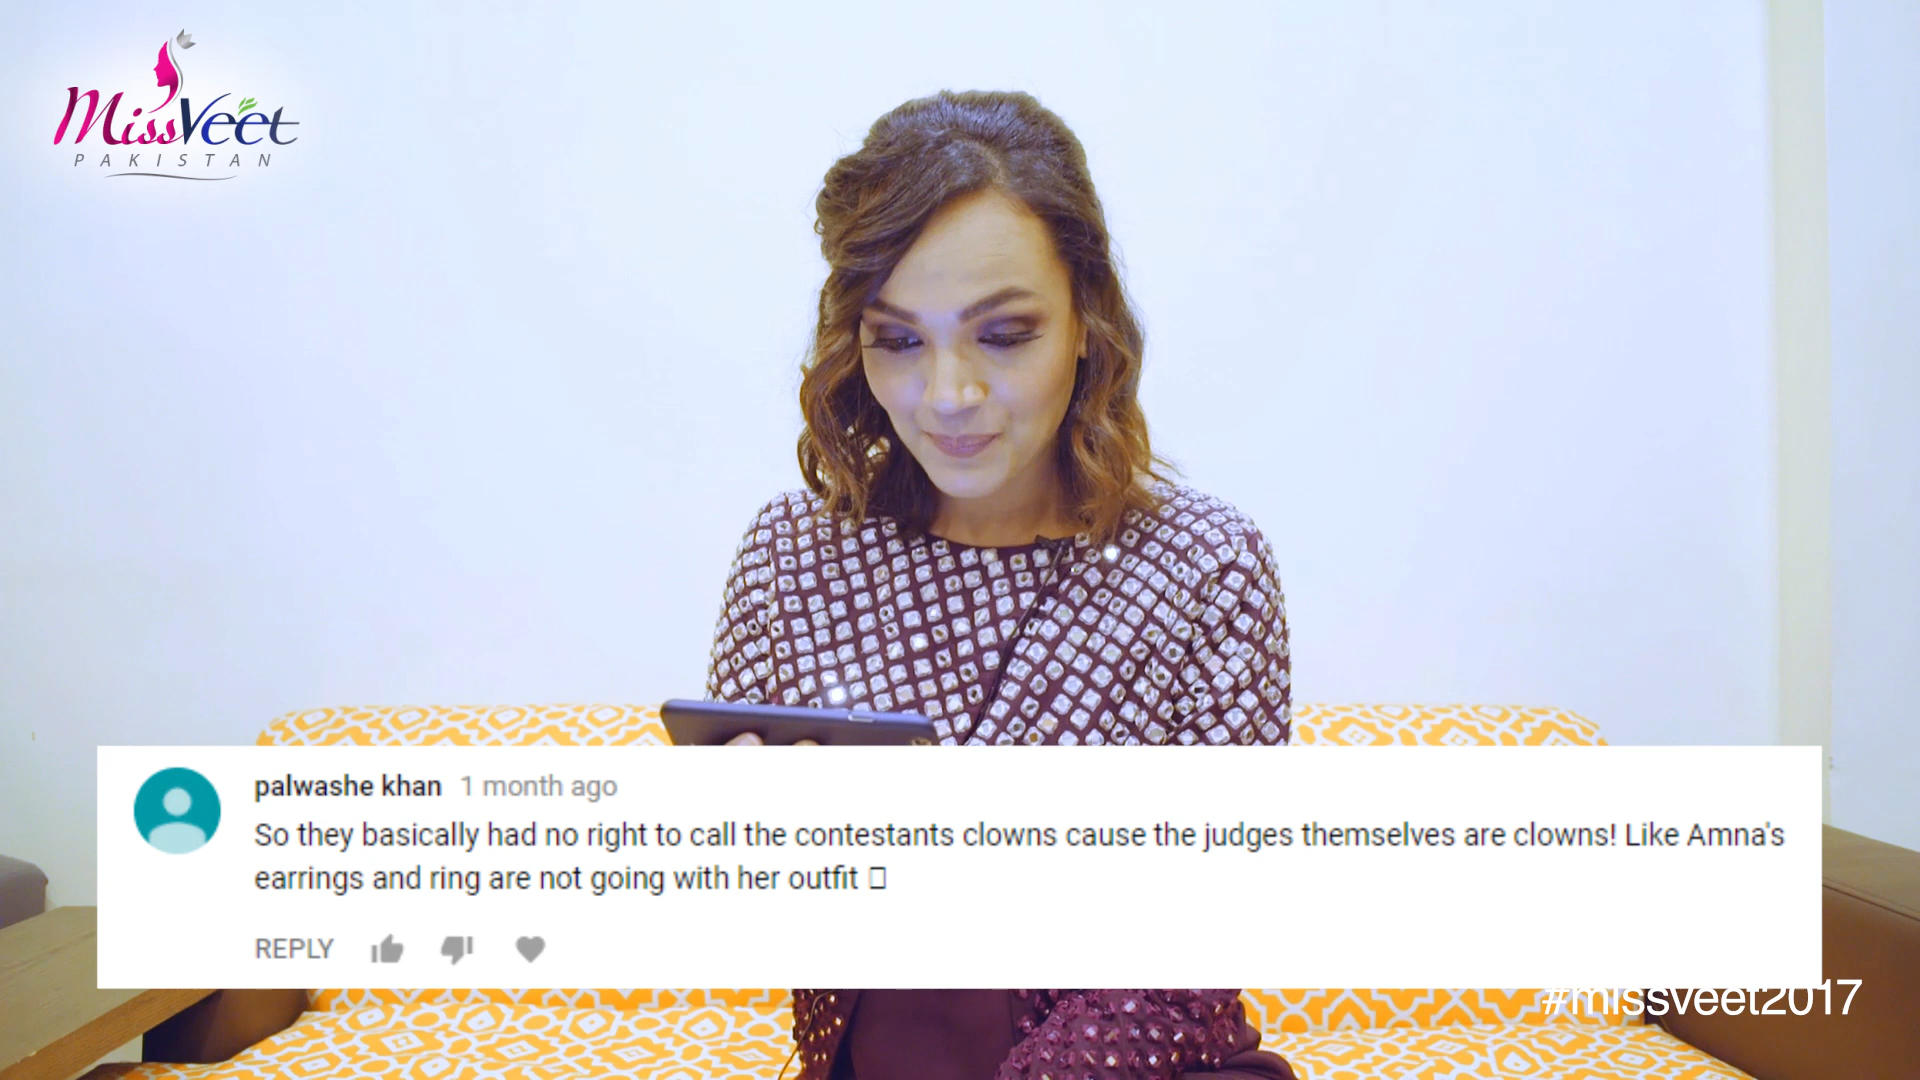 MissVeet
PAKISTAN
palwashe khan 1 month ago
So they basically had no right to call the contestants clowns cause the judges themselves are clowns! Like Amna's
earrings and ring are not going with her outfit
REPLY
#missveet2017